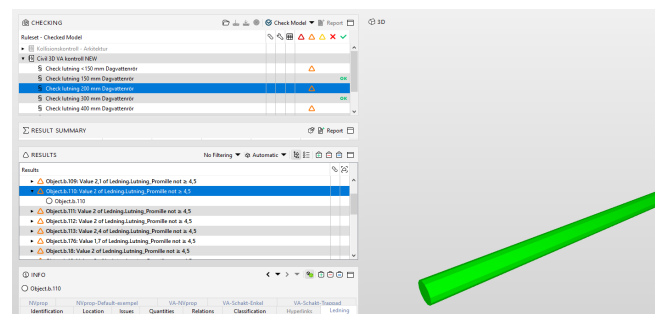 CHECKING
Check Model
Report
3D
Ruleset - Checked Model
Kollisionskontroll - Arkitektur
Civil 3D VA kontroll NEW
§ Check lutning <150 mm Dagvattenrör
§ Check lutning 150 mm Dagvattenrör
OK
§ Check lutning 200 mm Dagvattenrör
§ Check lutning 300 mm Dagvattenrör
OK
§ Check lutning 400 mm Dagvattenrör
RESULT SUMMARY
Report
RESULTS
No Filtering
Automatic
Results
Object.b.109: Value 2,1 of Ledning.Lutning_Promille not ≥ 4,5
Object.b.110: Value 2 of Ledning.Lutning_Promille not ≥ 4,5
Object.b.110
Object.b.111: Value 2 of Ledning.Lutning_Promille not ≥ 4,5
Object.b.112: Value 2 of Ledning.Lutning_Promille not ≥ 4,5
Object.b.113: Value 2,4 of Ledning.Lutning_Promille not ≥ 4,5
Object.b.176: Value 1,7 of Ledning.Lutning_Promille not ≥ 4,5
Object.b.18: Value 2 of Ledning.Lutning_Promille not ≥ 4,5
INFO
Object.b.110
NVprop
NVprop-Default-exempel
VA-NVprop
VA-Schakt-Enkel
VA-Schakt-Trappad
Identification
Location
Issues
Quantities
Relations
Classification
Hyperlinks
Ledning